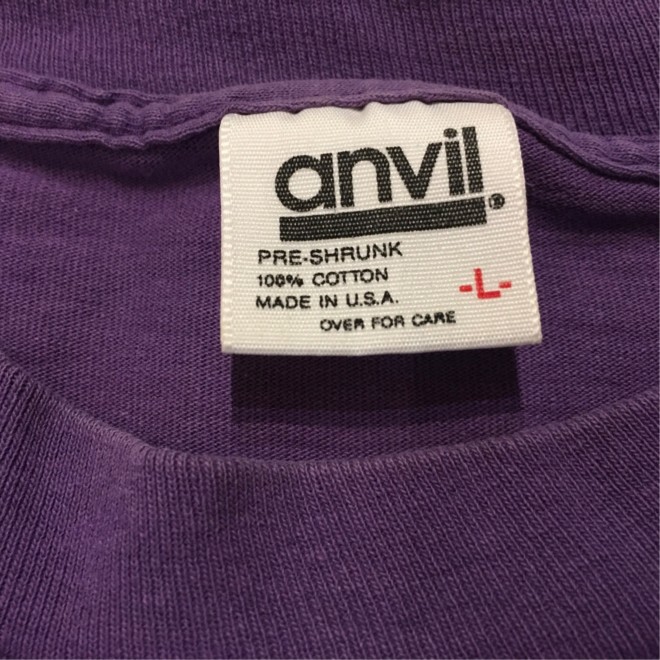 anvil®
PRE-SHRUNK
100% COTTON
MADE IN U.S.A.
-L-
OVER FOR CARE